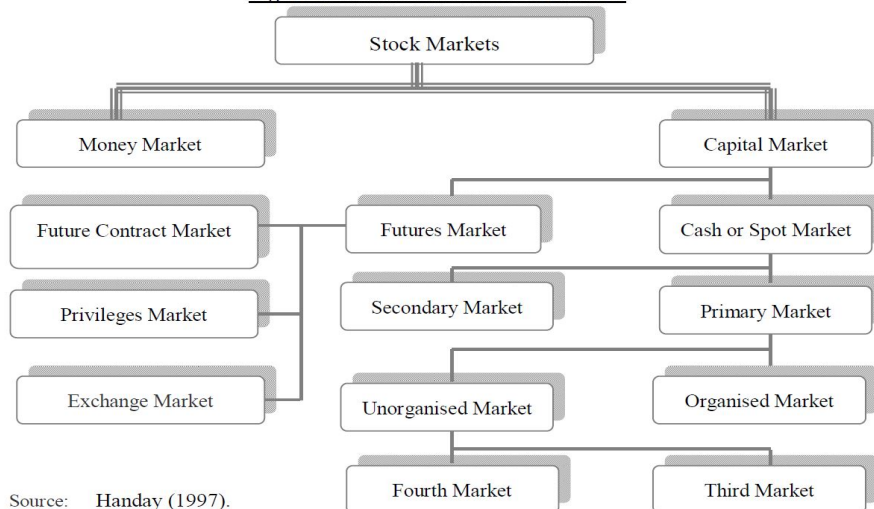 Stock Markets
Money Market
Capital Market
Future Contract Market
Futures Market
Cash or Spot Market
Privileges Market
Secondary Market
Primary Market
Exchange Market
Unorganised Market
Organised Market
Fourth Market
Third Market
Source: Handay (1997).